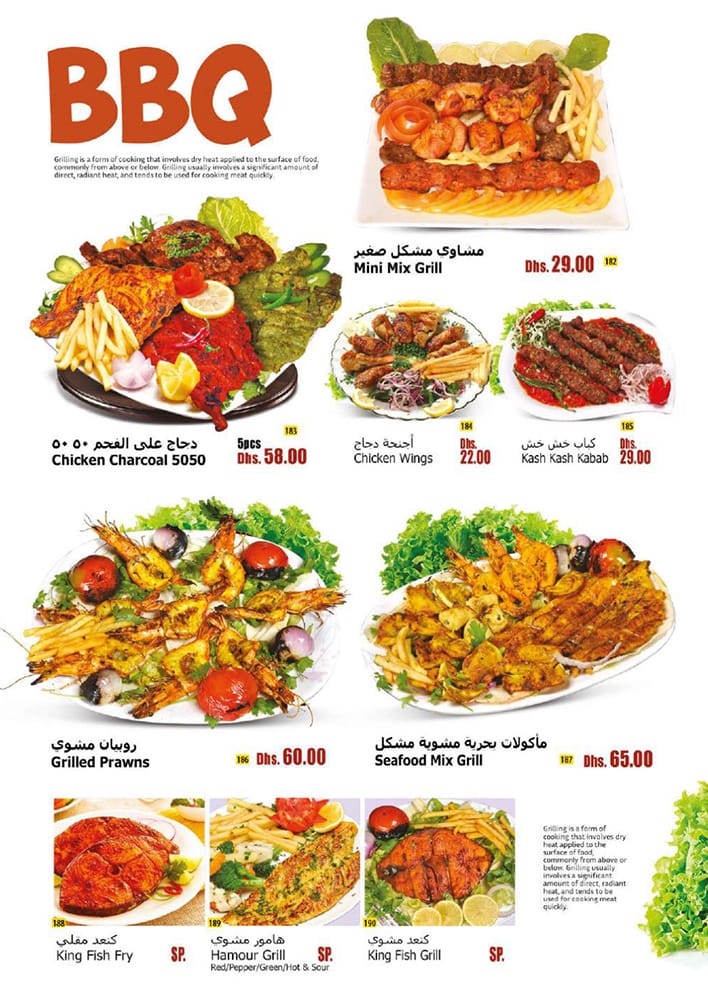 BBQ
Grilling is a form of cooking that involves dry heat applied to the surface of food,
commonly from above or below. Grilling usually involves a significant amount of
direct, radiant heat, and tends to be used for cooking meat quickly.
مشاوي مشكل صغير
Mini Mix Grill
Dhs. 29.00
182
183
دجاج على الفحم ٥٠ ٥٠
Chicken Charcoal 5050
5pcs
Dhs. 58.00
184
أجنحة دجاج
Chicken Wings
Dhs.
22.00
185
كباب خش خش
Kash Kash Kabab
Dhs.
29.00
روبيان مشوي
Grilled Prawns
186
Dhs. 60.00
مأكولات بحرية مشوية مشكل
Seafood Mix Grill
187
Dhs. 65.00
188
كنعد مقلي
King Fish Fry
SP.
189
هامور مشوي
Hamour Grill
SP.
Red/Pepper/Green/Hot & Sour
190
كنعد مشوي
King Fish Grill
SP.
Grilling is a form of
cooking that involves dry
heat applied to the
surface of food,
commonly from above or
below. Grilling usually
involves a significant
amount of direct, radiant
heat, and tends to be
used for cooking meat
quickly.